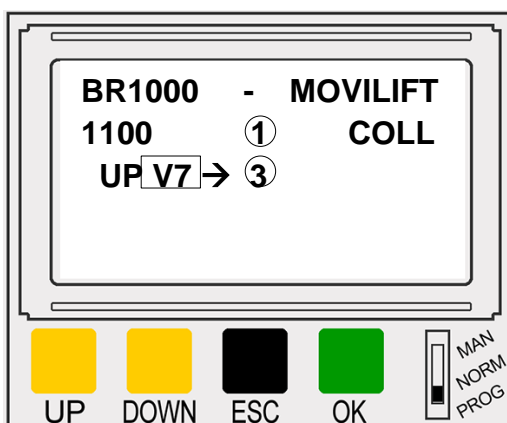 BR1000 - MOVILIFT
1100 ① COLL
UP V7 → ③
UP DOWN ESC OK
MAN
NORM
PROG